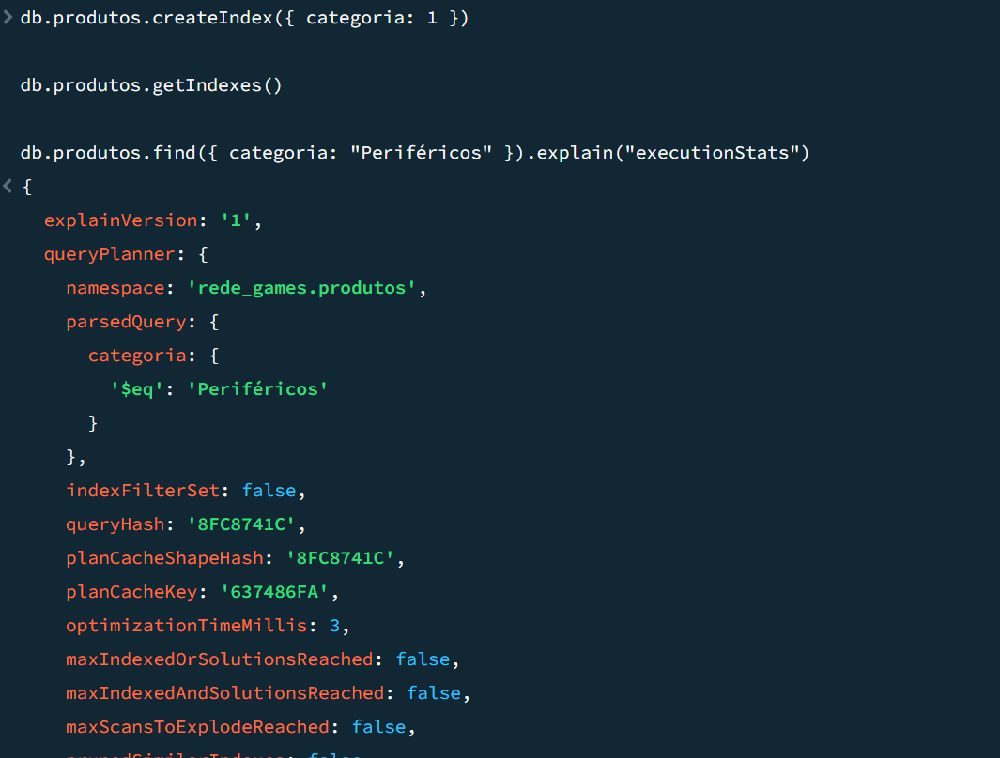 db.produtos.createIndex({ categoria: 1 })
db.produtos.getIndexes()
db.produtos.find({ categoria: "Periféricos" }).explain("executionStats")
{
explainVersion: '1',
queryPlanner: {
namespace: 'rede_games.produtos',
parsedQuery: {
categoria: {
'$eq': 'Periféricos'
}
},
indexFilterSet: false,
queryHash: '8FC8741C',
planCacheShapeHash: '8FC8741C',
planCacheKey: '637486FA',
optimizationTimeMillis: 3,
maxIndexedOrSolutionsReached: false,
maxIndexedAndSolutionsReached: false,
maxScansToExplodeReached: false,